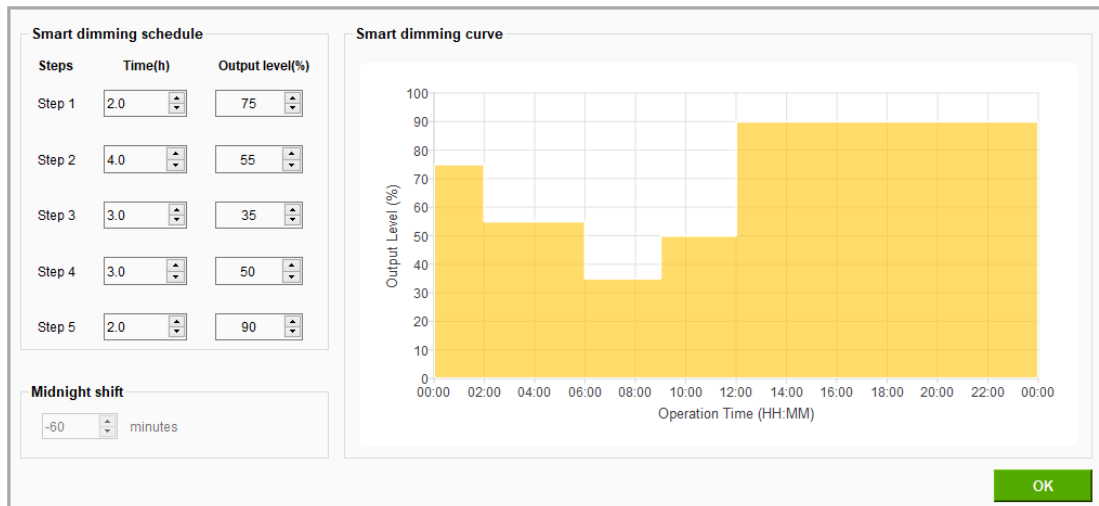 Smart dimming schedule
Steps Time(h) Output level(%)
Step 1 2.0 75
Step 2 4.0 55
Step 3 3.0 35
Step 4 3.0 50
Step 5 2.0 90
Midnight shift
-60 minutes
Smart dimming curve
Output Level (%)
100
90
80
70
60
50
40
30
20
10
0
00:00 02:00 04:00 06:00 08:00 10:00 12:00 14:00 16:00 18:00 20:00 22:00 00:00
Operation Time (HH:MM)
OK